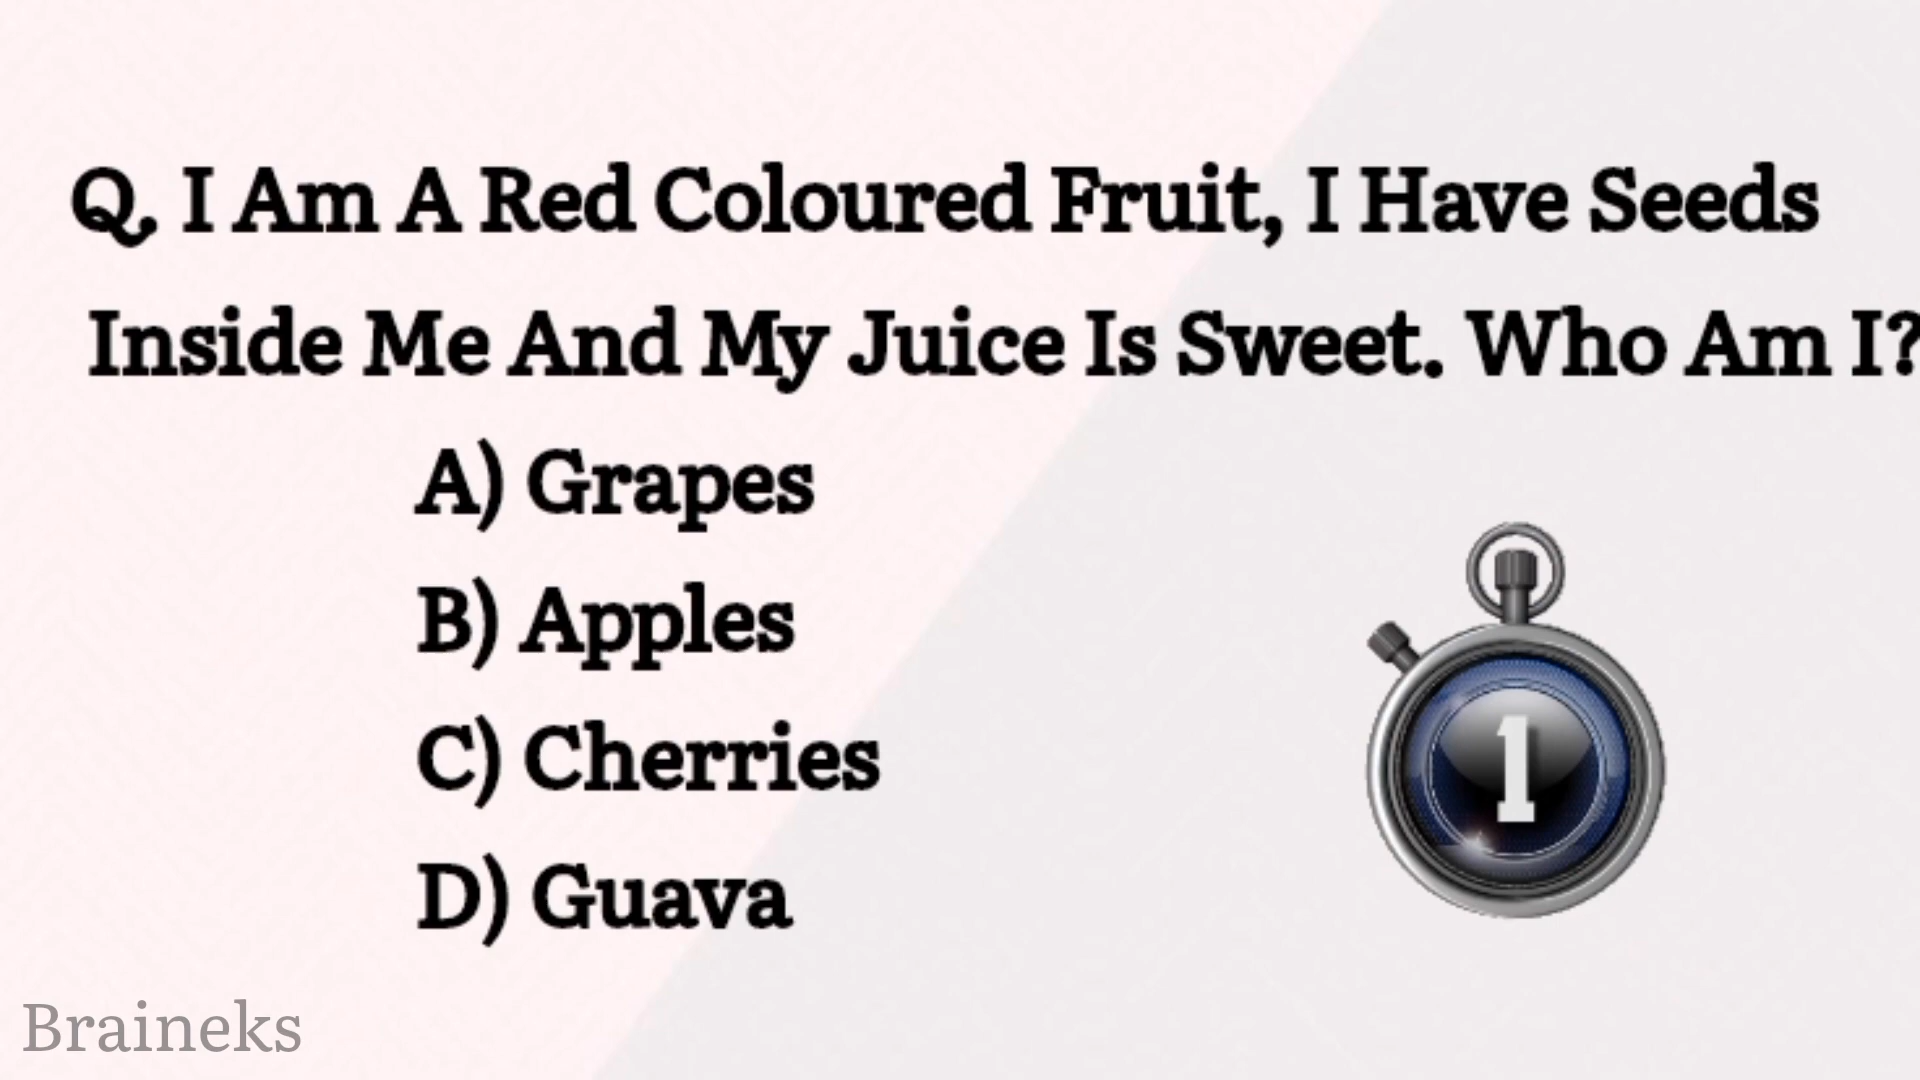 Q. I Am A Red Coloured Fruit, I Have Seeds
Inside Me And My Juice Is Sweet. Who Am I?
A) Grapes
B) Apples
C) Cherries
D) Guava
1
Braineks